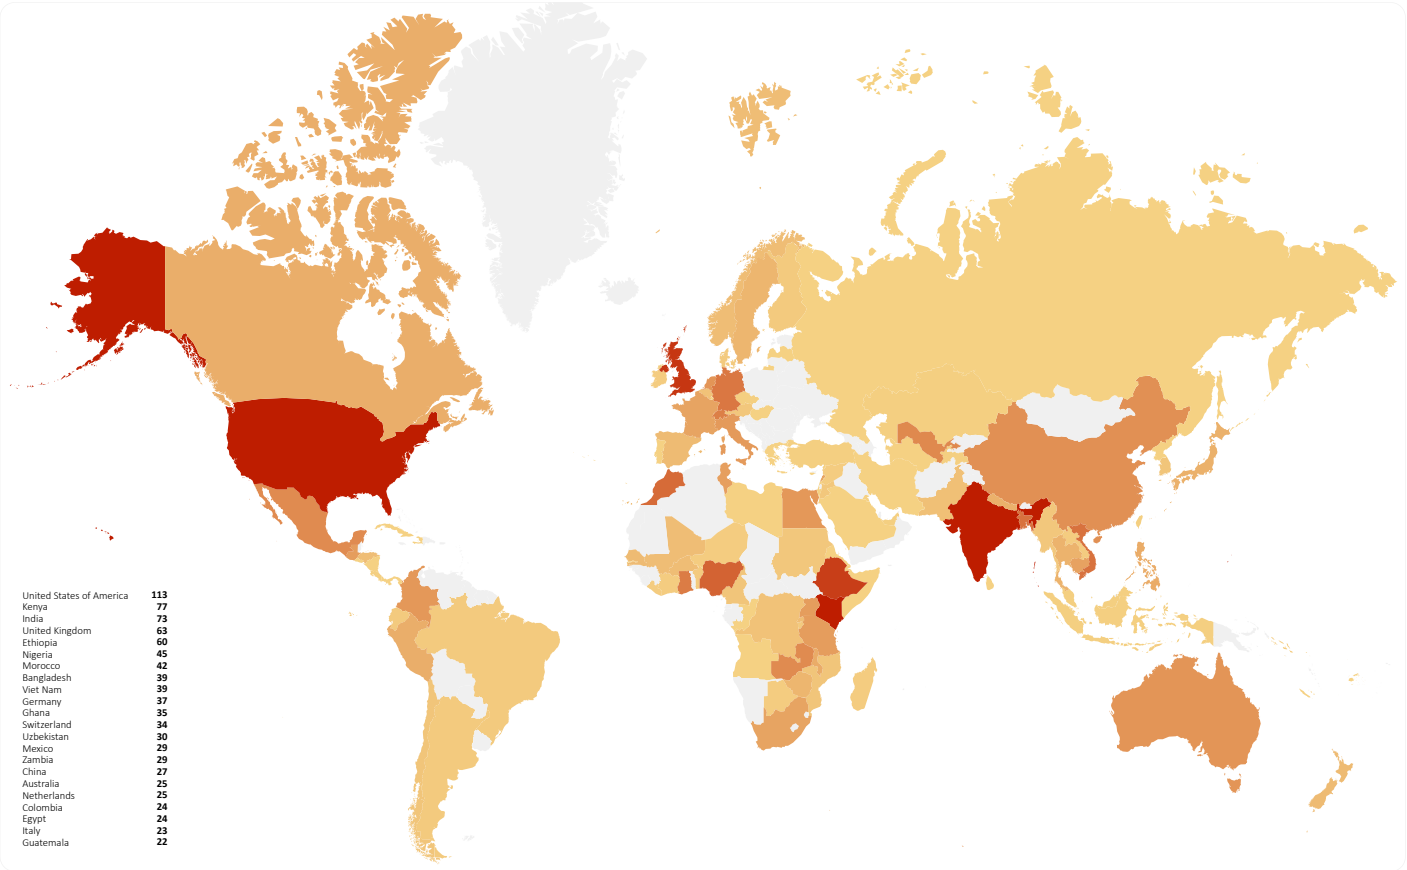 United States of America 113
Kenya 77
India 73
United Kingdom 63
Ethiopia 60
Nigeria 45
Morocco 42
Bangladesh 39
Viet Nam 39
Germany 37
Ghana 35
Switzerland 34
Uzbekistan 30
Mexico 29
Zambia 29
China 27
Australia 25
Netherlands 25
Colombia 24
Egypt 24
Italy 23
Guatemala 22